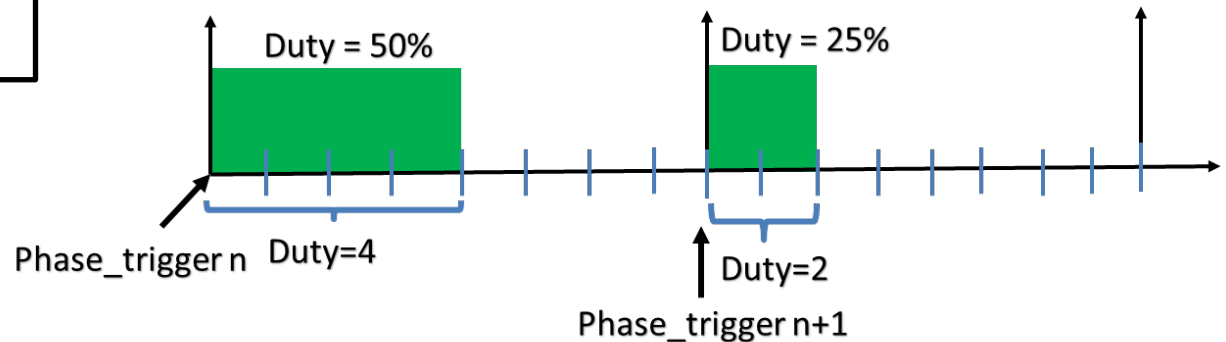 Duty = 50%
Duty = 25%
Phase_trigger n
Duty=4
Duty=2
Phase_trigger n+1